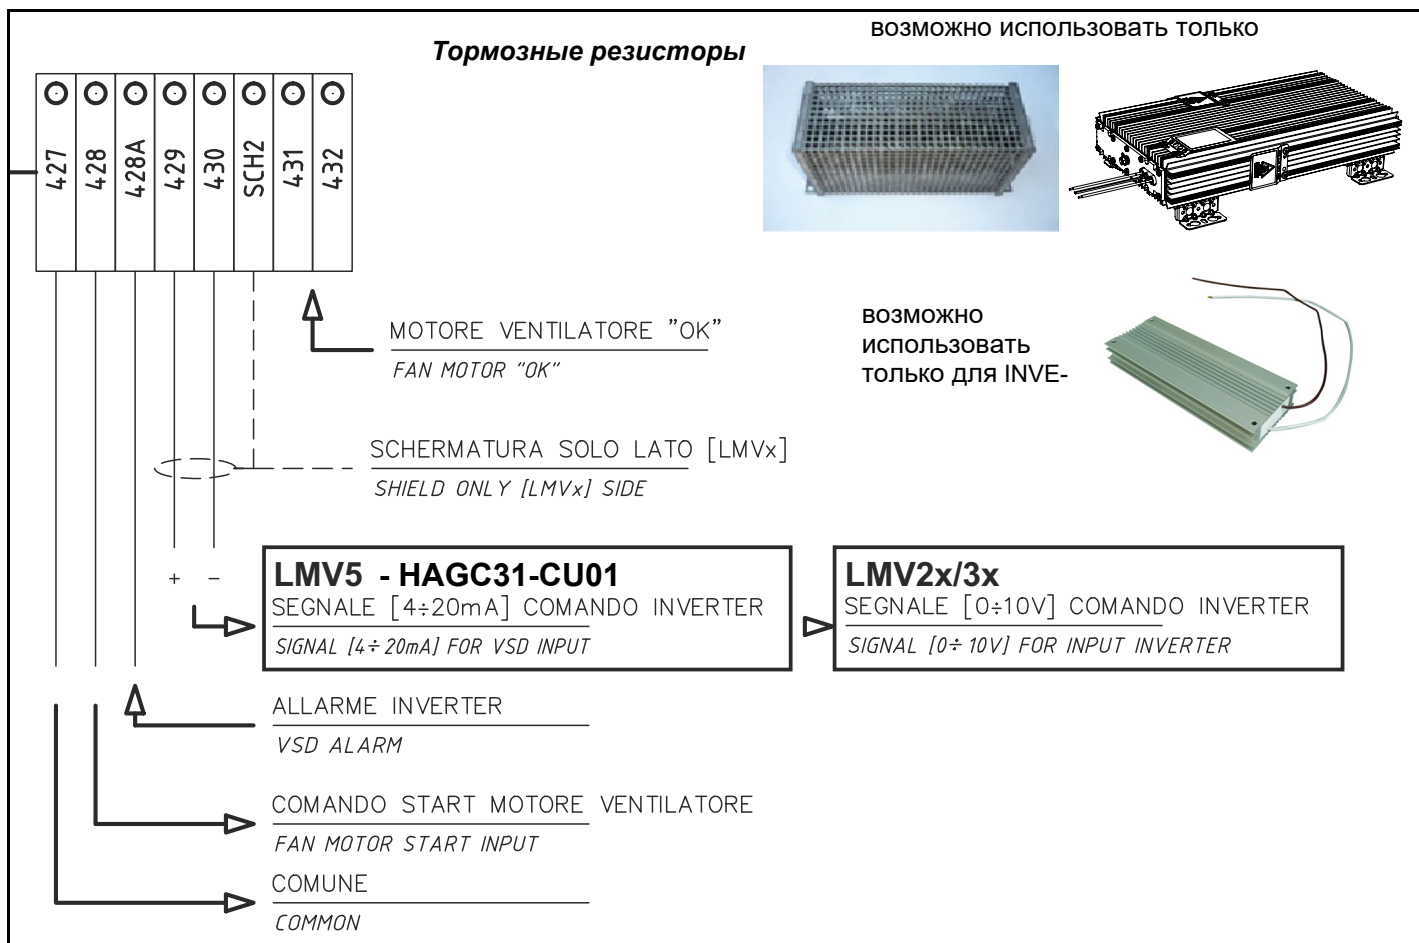 возможно использовать только
Тормозные резисторы
427
428
428A
429
430
SCH2
431
432
MOTORE VENTILATORE "OK"
FAN MOTOR "OK"
возможно
использовать
только для INVE-
SCHERMATURA SOLO LATO [LMVx]
SHIELD ONLY [LMVx] SIDE
+ −
LMV5 - HAGC31-CU01
SEGNALE [4÷20mA] COMANDO INVERTER
SIGNAL [4÷20mA] FOR VSD INPUT
LMV2x/3x
SEGNALE [0÷10V] COMANDO INVERTER
SIGNAL [0÷10V] FOR INPUT INVERTER
ALLARME INVERTER
VSD ALARM
COMANDO START MOTORE VENTILATORE
FAN MOTOR START INPUT
COMUNE
COMMON